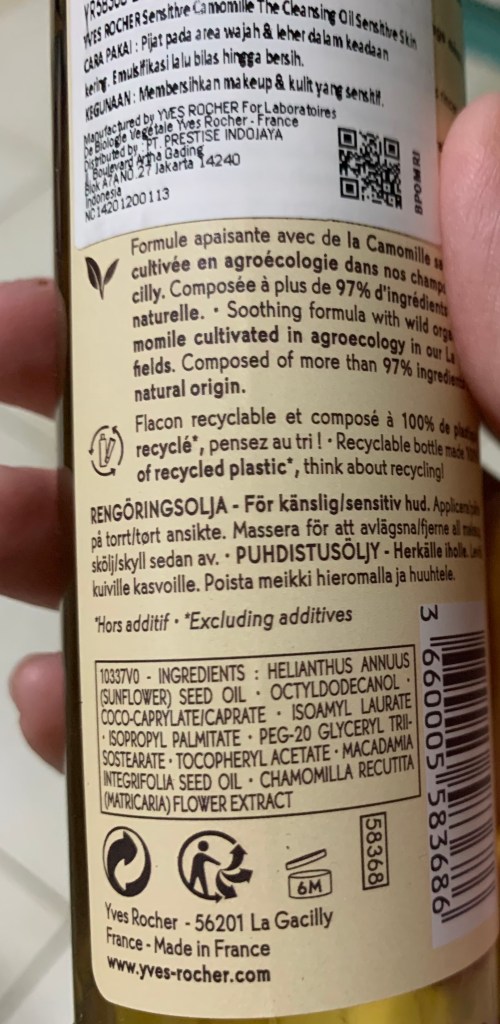 YVES ROCHER Sensitive Camomille The Cleansing Oil Sensitive Skin
CARA PAKAI : Pijat pada area wajah & leher dalam keadaan
kering. Emulsifikasi lalu bilas hingga bersih.
KEGUNAAN : Membersihkan makeup & kulit yang sensitif.
Manufactured by YVES ROCHER For Laboratoires
De Biologie Vegetale Yves Rocher - France
Distributed by : PT. PRESTISE INDOJAYA
Jl Boulevard Artha Gading
Blok A7A NO.27 Jakarta 14240
Indonesia
NC14201200113
BPOM RI
Formule apaisante avec de la Camomille
cultivée en agroécologie dans nos champs
cilly. Composée à plus de 97% d'ingrédients
naturelle. • Soothing formula with wild
momile cultivated in agroecology in our La
fields. Composed of more than 97% ingredients
natural origin.
Flacon recyclable et composé à 100% de
recyclé*, pensez au tri ! • Recyclable bottle made
of recycled plastic*, think about recycling!
RENGÖRINGSOLJA - För känslig/sensitiv hud.
på torrt/tørt ansikte. Massera för att avlägsna/fjerne
skölj/skyll sedan av. • PUHDISTUSÖLJY - Herkälle iholle.
kuiville kasvoille. Poista meikki hieromalla ja huuhtele.
*Hors additif • *Excluding additives
10337V0 - INGREDIENTS : HELIANTHUS ANNUUS
(SUNFLOWER) SEED OIL • OCTYLDODECANOL •
COCO-CAPRYLATE/CAPRATE • ISOAMYL LAURATE
• ISOPROPYL PALMITATE • PEG-20 GLYCERYL TRII-
SOSTEARATE • TOCOPHERYL ACETATE • MACADAMIA
INTEGRIFOLIA SEED OIL • CHAMOMILLA RECUTITA
(MATRICARIA) FLOWER EXTRACT
6M
58368
3 660005 583686
Yves Rocher - 56201 La Gacilly
France - Made in France
www.yves-rocher.com